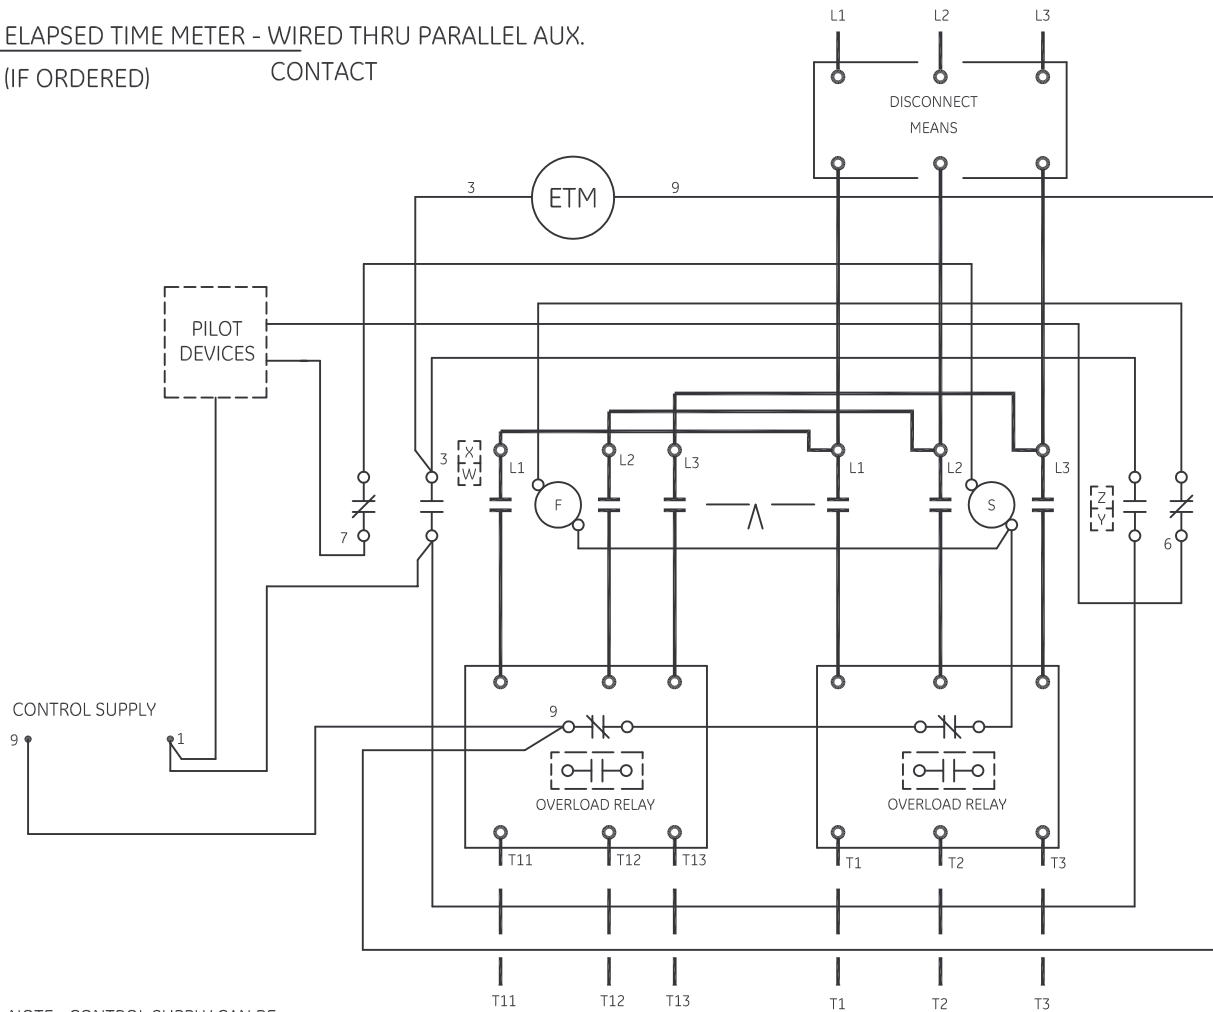 ELAPSED TIME METER - WIRED THRU PARALLEL AUX.
(IF ORDERED)
CONTACT
L1
L2
L3
DISCONNECT
MEANS
3
ETM
9
PILOT
DEVICES
3
X
W
L1
L2
L3
L1
L2
L3
F
S
Z
Y
7
6
CONTROL SUPPLY
9
1
9
OVERLOAD RELAY
OVERLOAD RELAY
T11
T12
T13
T1
T2
T3
T11
T12
T13
T1
T2
T3